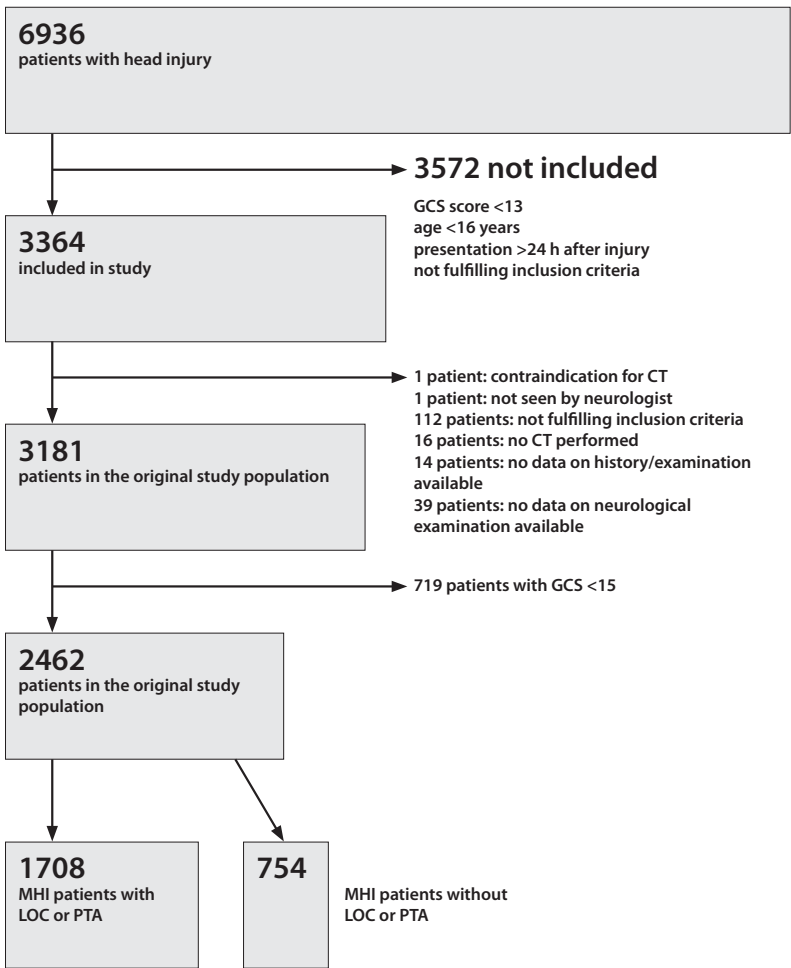 6936
patients with head injury
3572 not included
GCS score <13
age <16 years
presentation >24 h after injury
not fulfilling inclusion criteria
3364
included in study
1 patient: contraindication for CT
1 patient: not seen by neurologist
112 patients: not fulfilling inclusion criteria
16 patients: no CT performed
14 patients: no data on history/examination
available
39 patients: no data on neurological
examination available
3181
patients in the original study population
719 patients with GCS <15
2462
patients in the original study
population
1708
MHI patients with
LOC or PTA
754
MHI patients without
LOC or PTA